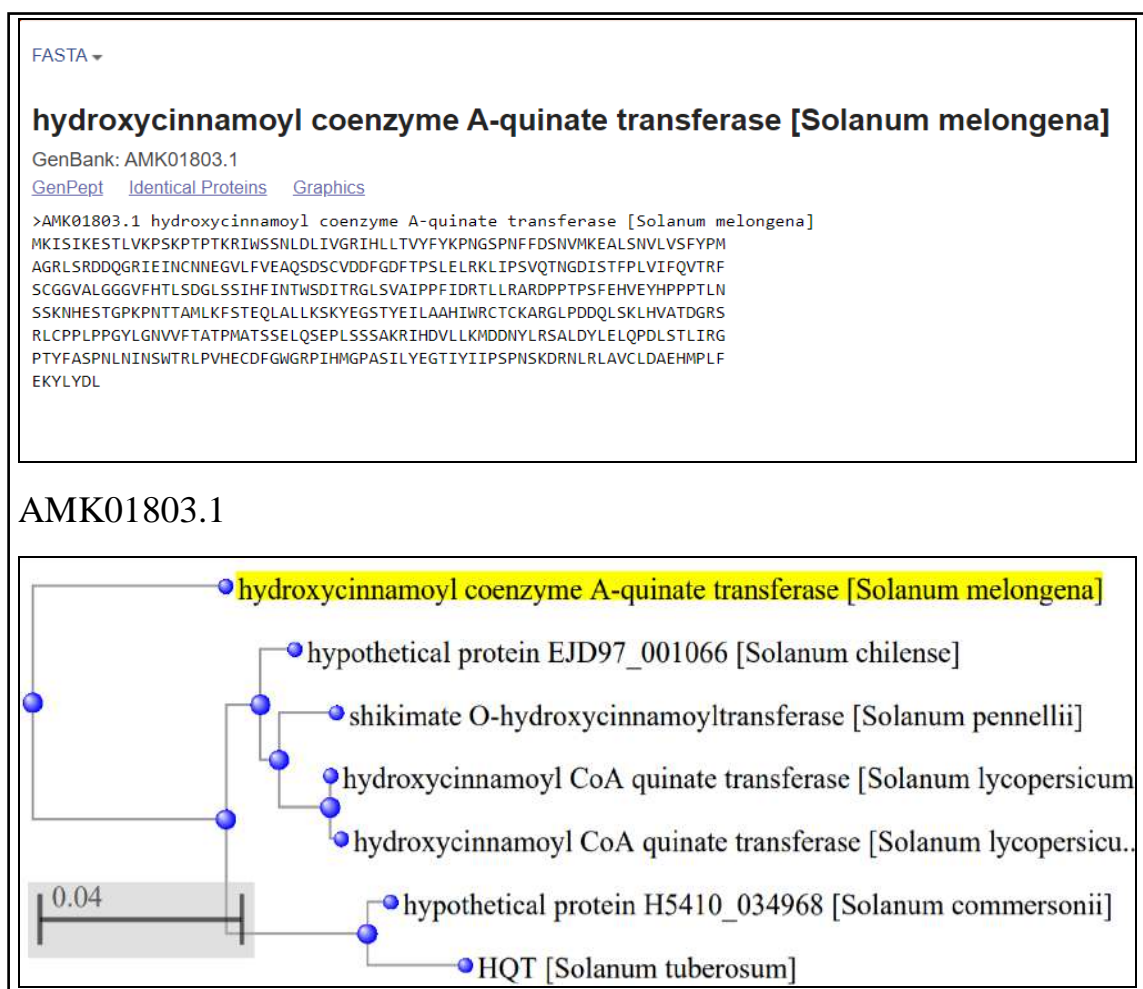 FASTA
hydroxycinnamoyl coenzyme A-quinate transferase [Solanum melongena]
GenBank: AMK01803.1
GenPept Identical Proteins Graphics
>AMK01803.1 hydroxycinnamoyl coenzyme A-quinate transferase [Solanum melongena]
MKISIKESTLVKPSKPTPTKRIWSSNLDLIVGRIHLLTVYFYKPNGSPNFFDSNVMKEALSNVLVSFYPM
AGRLSRDDQGRIEINCNNEGVLFVEAQSDSCVDDFGDFTPSLELRKLIPSVQTNGDISTFPLVIFQVTRF
SCGGVALGGGVFHTLSDGLSSIHFINTWSDITRGLSVAIPPFIDRTLLRARDPPTPSFEHVEYHPPPTLN
SSKNHESTGPKPNTTAMLKFSTEQLALLKSKYEGSTYEILAAHIWRCTCKARGLPDDQLSKLHVATDGRS
RLCPPLPPGYLGNVVFTATPMATSSELQSEPLSSSAKRIHDVLLKMDDNYLRSALDYLELQPDLSTLIRG
PTYFASPNLNINSWTRLPVHECDFGWGRPIHMGPASILYEGTIYIIPSPNSKDRNLRLAVCLDAEHMPLF
EKYLYDL
AMK01803.1
hydroxycinnamoyl coenzyme A-quinate transferase [Solanum melongena]
hypothetical protein EJD97_001066 [Solanum chilense]
shikimate O-hydroxycinnamoyltransferase [Solanum pennellii]
hydroxycinnamoyl CoA quinate transferase [Solanum lycopersicum
hydroxycinnamoyl CoA quinate transferase [Solanum lycopersicu..
0.04
hypothetical protein H5410_034968 [Solanum commersonii]
HQT [Solanum tuberosum]